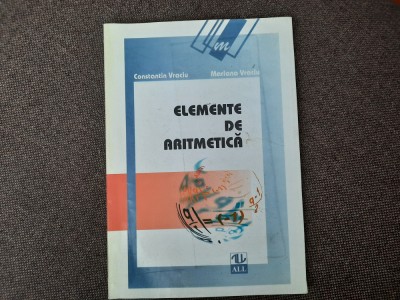 m
Constantin Vraciu Mariana Vraciu
ELEMENTE
DE
ARITMETICĂ
ALL